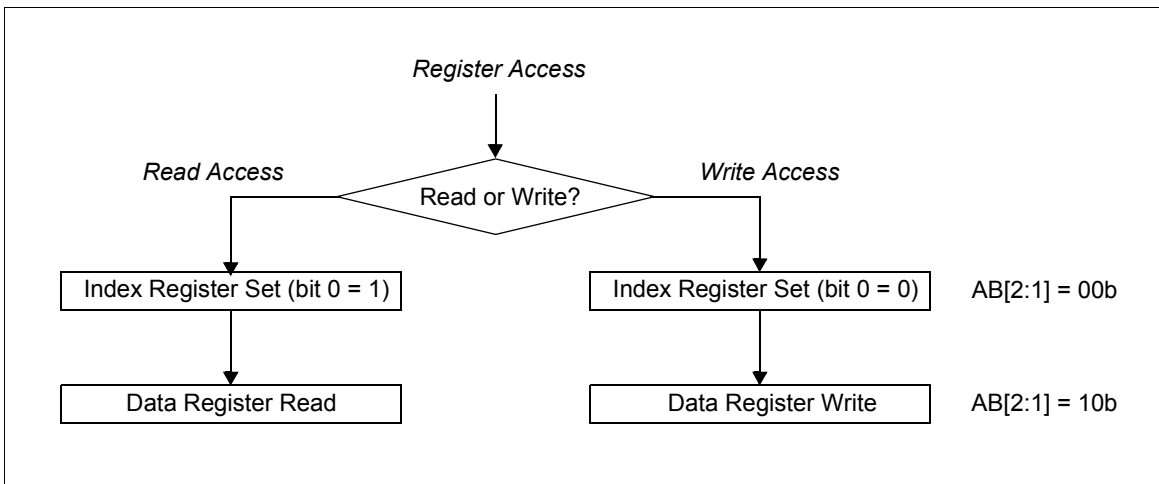 Register Access
Read Access
Write Access
Read or Write?
Index Register Set (bit 0 = 1)
Index Register Set (bit 0 = 0)
AB[2:1] = 00b
Data Register Read
Data Register Write
AB[2:1] = 10b